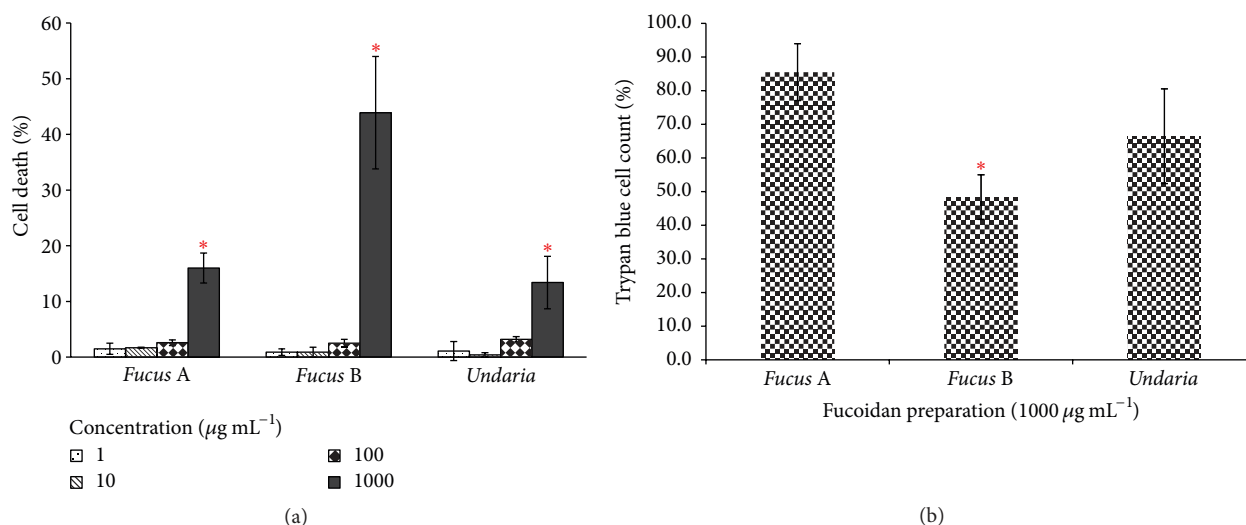 60
50
40
30
20
10
0
Cell death (%)
*
*
*
Fucus A
Fucus B
Undaria
Concentration (μg mL⁻¹)
1
10
100
1000
(a)
100.0
90.0
80.0
70.0
60.0
50.0
40.0
30.0
20.0
10.0
0.0
Trypan blue cell count (%)
*
Fucus A
Fucus B
Undaria
Fucoidan preparation (1000 μg mL⁻¹)
(b)